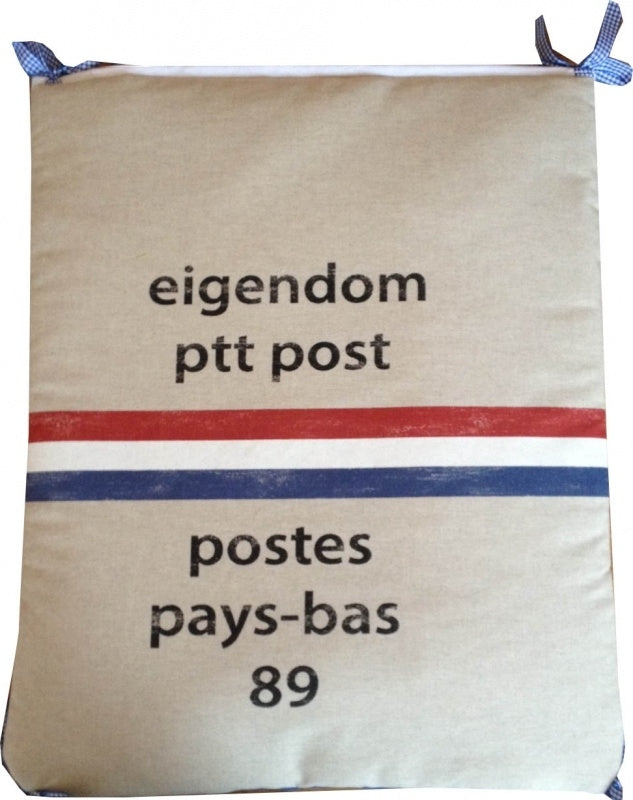 eigendom
ptt post
postes
pays-bas
89